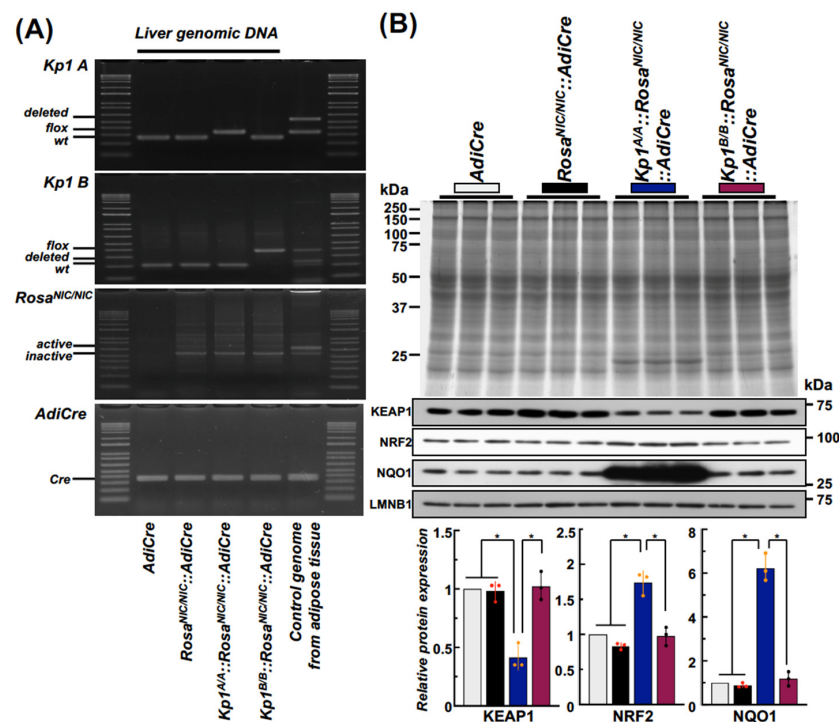 (A)
Liver genomic DNA
Kp1 A
deleted
flox
wt
Kp1 B
flox
deleted
wt
Rosa^NIC/NIC
active
inactive
AdiCre
Cre
AdiCre
Rosa^NIC/NIC::AdiCre
Kp1^A/A::Rosa^NIC/NIC::AdiCre
Kp1^B/B::Rosa^NIC/NIC::AdiCre
Control genome
from adipose tissue
(B)
AdiCre
Rosa^NIC/NIC::AdiCre
Kp1^A/A::Rosa^NIC/NIC
::AdiCre
Kp1^B/B::Rosa^NIC/NIC
::AdiCre
kDa
250
150
100
75
50
37
25
kDa
KEAP1
75
NRF2
100
NQO1
25
LMNB1
75
Relative protein expression
1.5
1
0.5
0
* *
KEAP1
2.5
2
1.5
1
0.5
0
* *
NRF2
8
6
4
2
0
* *
NQO1